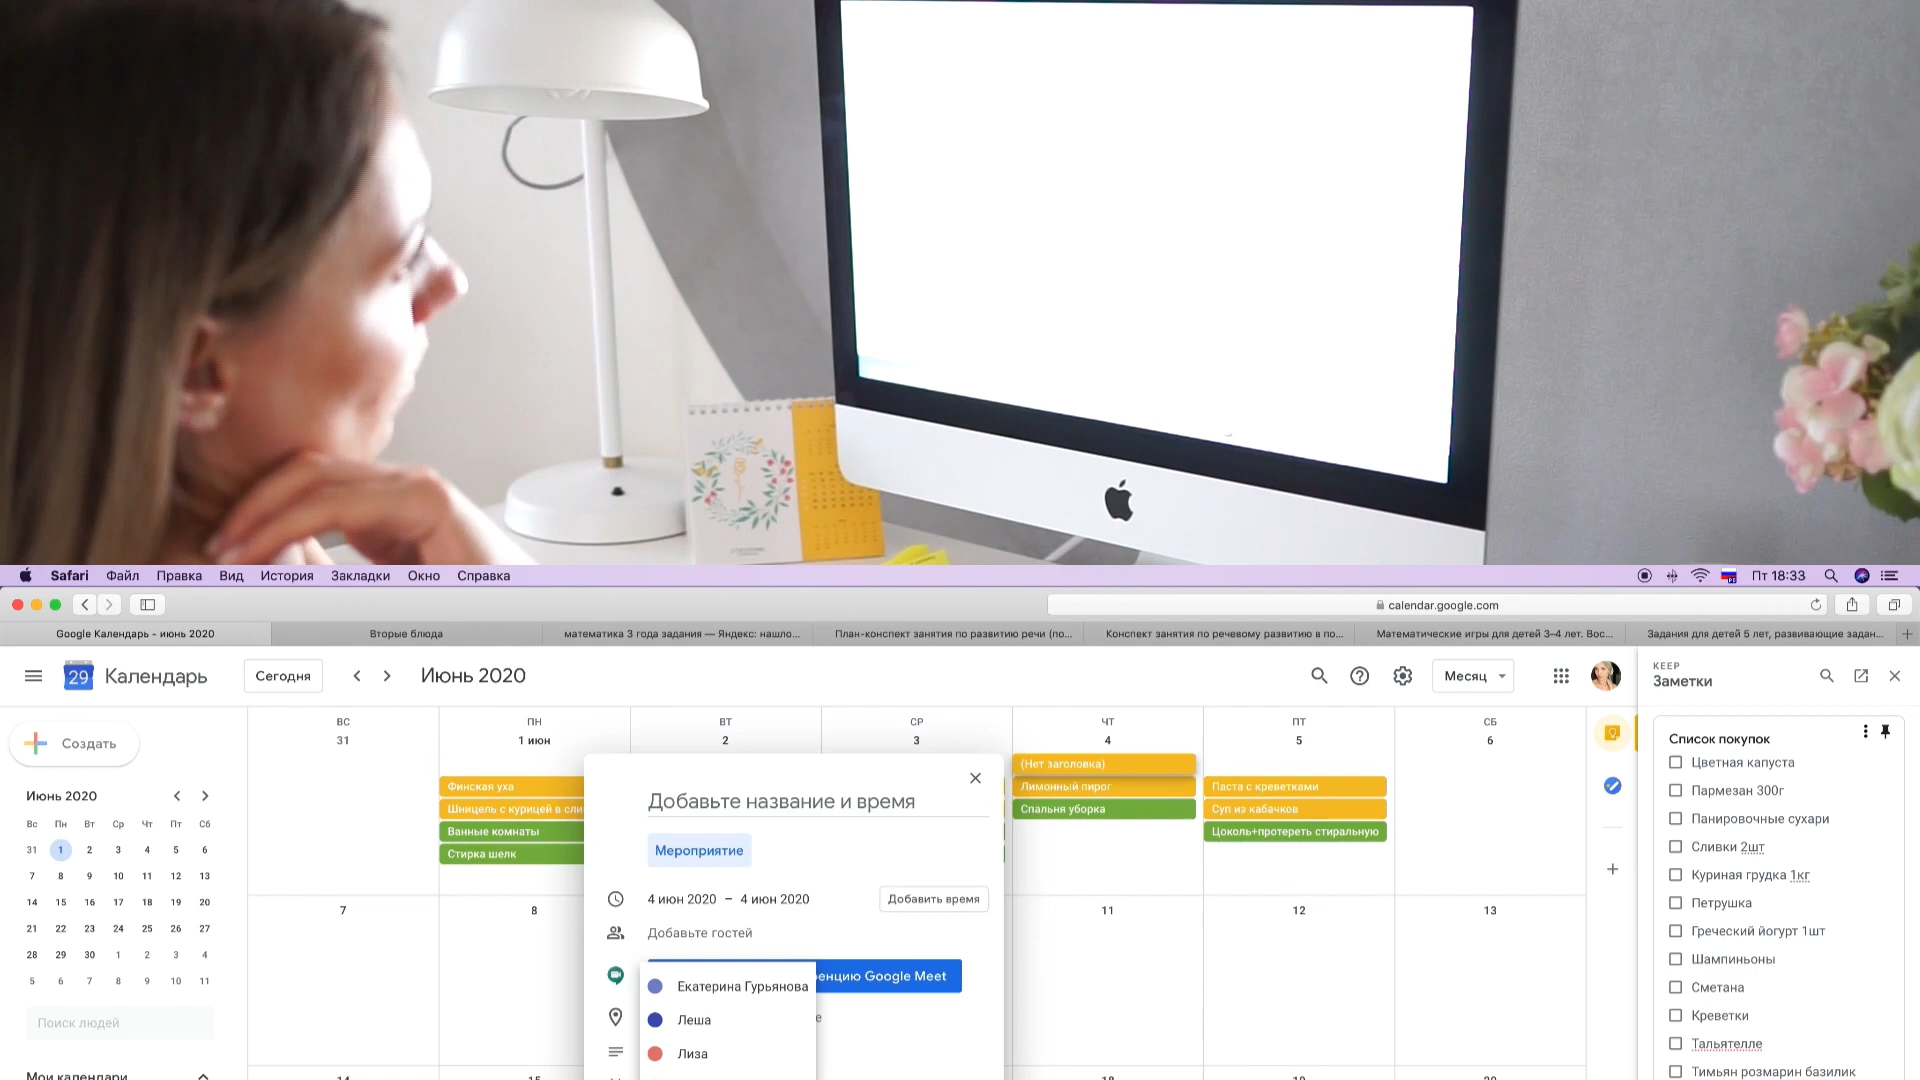 Safari Файл Правка Вид История Закладки Окно Справка
Пт 18:33
calendar.google.com
Google Календарь - июнь 2020
Вторые блюда
математика 3 года задания — Яндекс: нашло...
План-конспект занятия по развитию речи (по...
Конспект занятия по речевому развитию в по...
Математические игры для детей 3–4 лет. Вос...
Задания для детей 5 лет, развивающие задан...
29 Календарь
Сегодня
Июнь 2020
Месяц
KEEP
Заметки
Создать
Июнь 2020
Вс Пн Вт Ср Чт Пт Сб
31 1 2 3 4 5 6
7 8 9 10 11 12 13
14 15 16 17 18 19 20
21 22 23 24 25 26 27
28 29 30 1 2 3 4
5 6 7 8 9 10 11
Поиск людей
Мои календари
ВС ПН ВТ СР ЧТ ПТ СБ
31 1 июн 2 3 4 5 6
Финская уха
Шницель с курицей в сли
Ванные комнаты
Стирка шелк
(Нет заголовка)
Лимонный пирог
Спальня уборка
Паста с креветками
Суп из кабачков
Цоколь+протереть стиральную
7 8 11 12 13
14 15 18 19 20
Добавьте название и время
Мероприятие
4 июн 2020 – 4 июн 2020
Добавить время
Добавьте гостей
ренцию Google Meet
е
Екатерина Гурьянова
Леша
Лиза
Список покупок
Цветная капуста
Пармезан 300г
Панировочные сухари
Сливки 2шт
Куриная грудка 1кг
Петрушка
Греческий йогурт 1шт
Шампиньоны
Сметана
Креветки
Тальятелле
Тимьян розмарин базилик